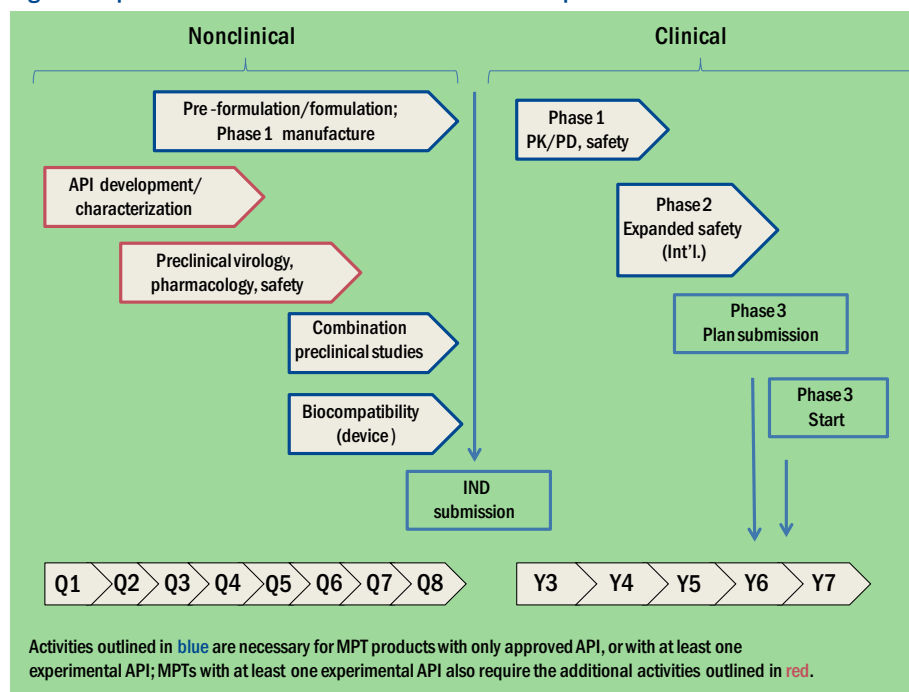 Nonclinical
Clinical
Pre -formulation/formulation;
Phase 1 manufacture
Phase 1
PK/PD, safety
API development/
characterization
Phase 2
Expanded safety
(Int'l.)
Preclinical virology,
pharmacology, safety
Phase 3
Plan submission
Combination
preclinical studies
Phase 3
Start
Biocompatibility
(device )
IND
submission
Q1 Q2 Q3 Q4 Q5 Q6 Q7 Q8
Y3 Y4 Y5 Y6 Y7
Activities outlined in blue are necessary for MPT products with only approved API, or with at least one
experimental API; MPTs with at least one experimental API also require the additional activities outlined in red.